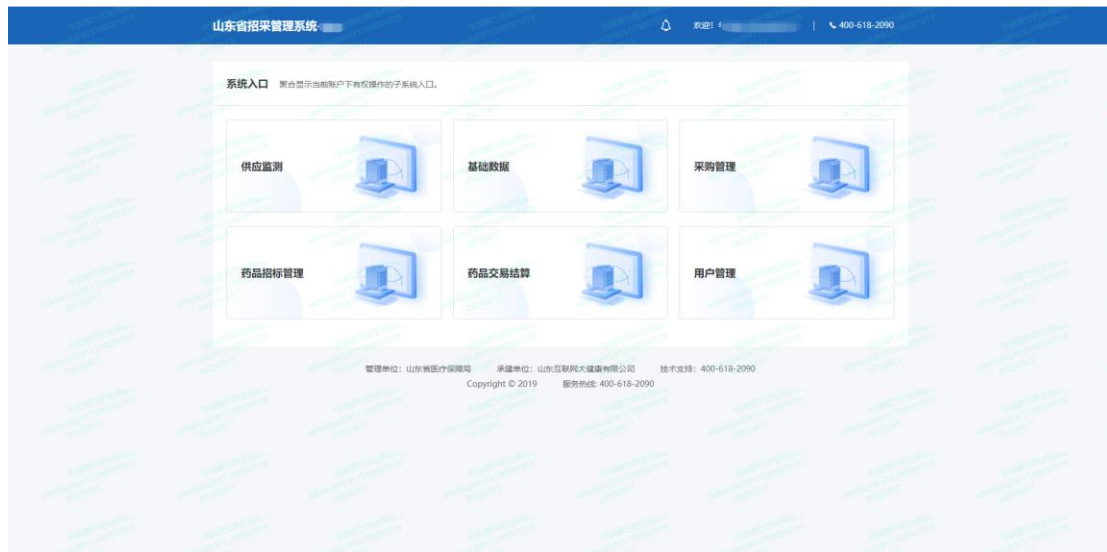 山东省招采管理系统
欢迎!
400-618-2090
系统入口 聚合显示当前账户下有权操作的子系统入口。
供应监测
基础数据
采购管理
药品招标管理
药品交易结算
用户管理
管理单位：山东省医疗保障局 承建单位：山东互联网大健康有限公司 技术支持：400-618-2090
Copyright © 2019 服务热线: 400-618-2090